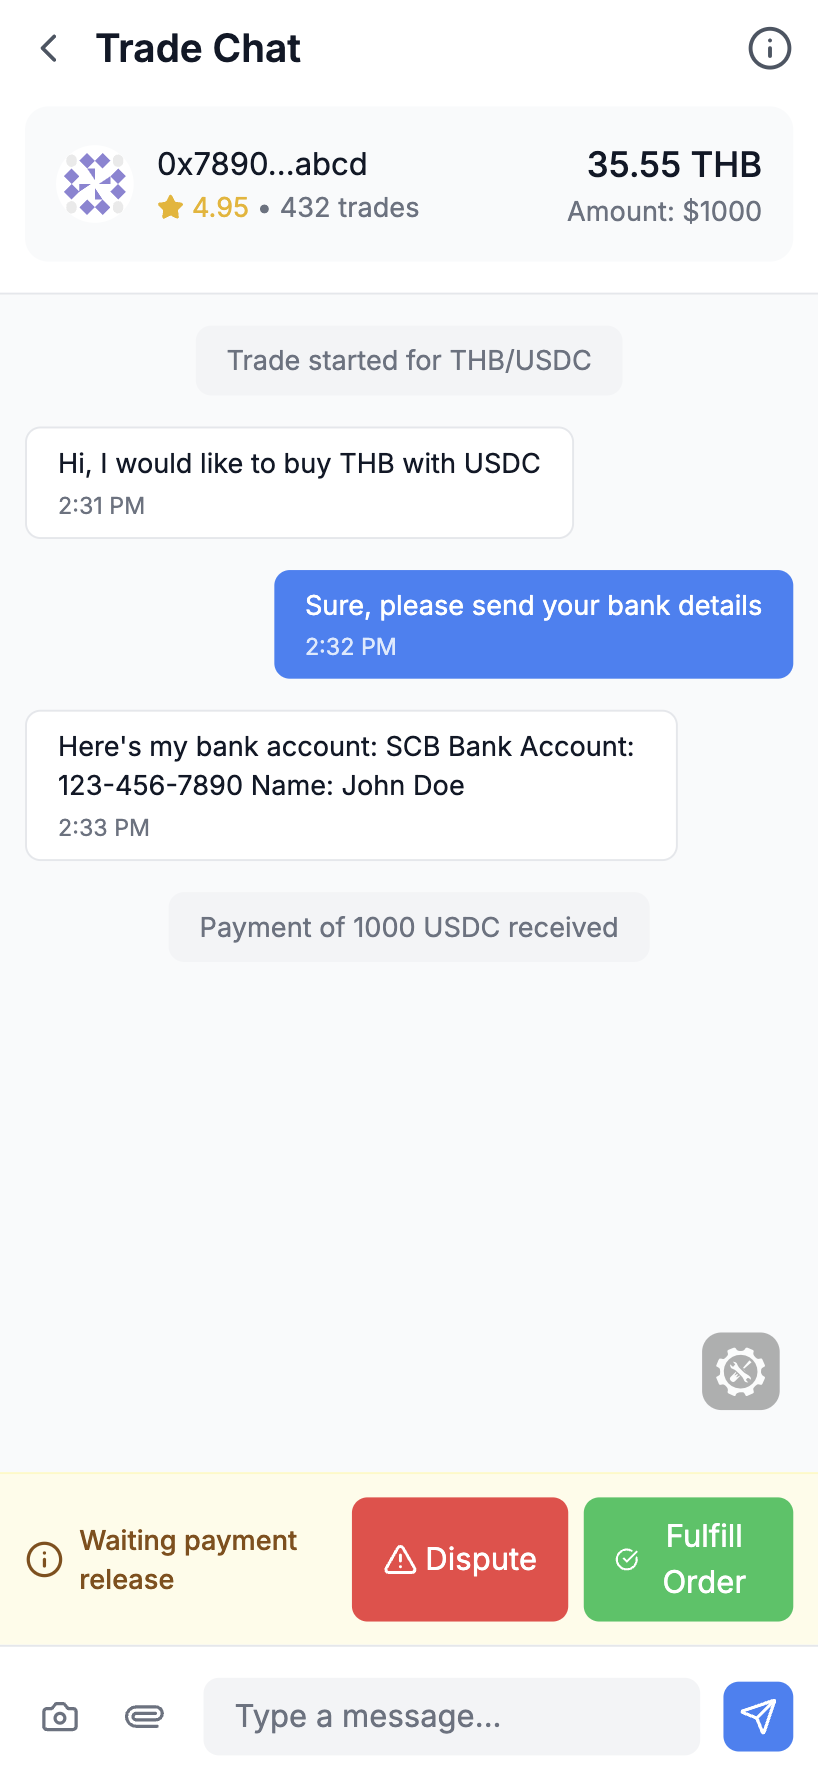 Trade Chat
0x7890...abcd
35.55 THB
4.95 • 432 trades
Amount: $1000
Trade started for THB/USDC
Hi, I would like to buy THB with USDC
2:31 PM
Sure, please send your bank details
2:32 PM
Here's my bank account: SCB Bank Account:
123-456-7890 Name: John Doe
2:33 PM
Payment of 1000 USDC received
Waiting payment
release
Dispute
Fulfill
Order
Type a message...